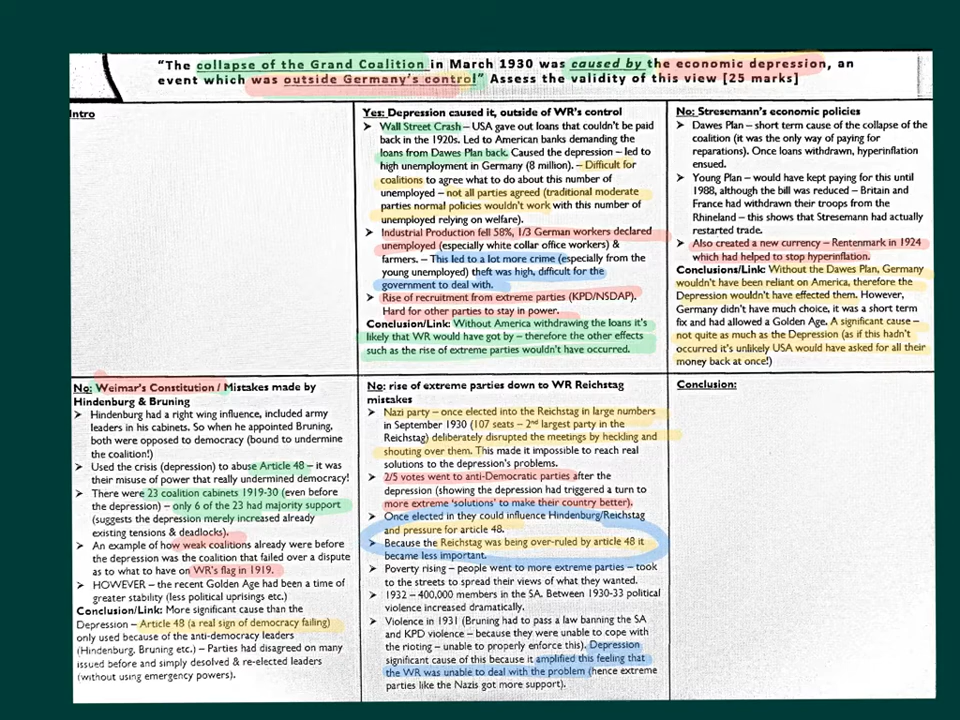 "The collapse of the Grand Coalition in March 1930 was caused by the economic depression, an
event which was outside Germany's control" Assess the validity of this view [25 marks]
Intro
Yes: Depression caused it, outside of WR's control
➤ Wall Street Crash – USA gave out loans that couldn't be paid
back in the 1920s. Led to American banks demanding the
loans from Dawes Plan back. Caused the depression – led to
high unemployment in Germany (8 million). – Difficult for
coalitions to agree what to do about this number of
unemployed – not all parties agreed (traditional moderate
parties normal policies wouldn't work with this number of
unemployed relying on welfare).
➤ Industrial Production fell 58%, 1/3 German workers declared
unemployed (especially white collar office workers) &
farmers. – This led to a lot more crime (especially from the
young unemployed) theft was high, difficult for the
government to deal with.
➤ Rise of recruitment from extreme parties (KPD/NSDAP).
Hard for other parties to stay in power.
Conclusion/Link: Without America withdrawing the loans it's
likely that WR would have got by – therefore the other effects
such as the rise of extreme parties wouldn't have occurred.
No: Stresemann's economic policies
➤ Dawes Plan – short term cause of the collapse of the
coalition (it was the only way of paying for
reparations). Once loans withdrawn, hyperinflation
ensued.
➤ Young Plan – would have kept paying for this until
1988, although the bill was reduced – Britain and
France had withdrawn their troops from the
Rhineland – this shows that Stresemann had actually
restarted trade.
➤ Also created a new currency – Rentenmark in 1924
which had helped to stop hyperinflation.
Conclusions/Link: Without the Dawes Plan, Germany
wouldn't have been reliant on America, therefore the
Depression wouldn't have effected them. However,
Germany didn't have much choice, it was a short term
fix and had allowed a Golden Age. A significant cause –
not quite as much as the Depression (as if this hadn't
occurred it's unlikely USA would have asked for all their
money back at once!)
No: Weimar's Constitution / Mistakes made by
Hindenburg & Bruning
➤ Hindenburg had a right wing influence, included army
leaders in his cabinets. So when he appointed Bruning,
both were opposed to democracy (bound to undermine
the coalition!)
➤ Used the crisis (depression) to abuse Article 48 – it was
their misuse of power that really undermined democracy!
➤ There were 23 coalition cabinets 1919-30 (even before
the depression) – only 6 of the 23 had majority support
(suggests the depression merely increased already
existing tensions & deadlocks).
➤ An example of how weak coalitions already were before
the depression was the coalition that failed over a dispute
as to what to have on WR's flag in 1919.
➤ HOWEVER – the recent Golden Age had been a time of
greater stability (less political uprisings etc.)
Conclusion/Link: More significant cause than the
Depression – Article 48 (a real sign of democracy failing)
only used because of the anti-democracy leaders
(Hindenburg, Bruning etc.) – Parties had disagreed on many
issued before and simply desolved & re-elected leaders
(without using emergency powers).
No: rise of extreme parties down to WR Reichstag
mistakes
➤ Nazi party – once elected into the Reichstag in large numbers
in September 1930 (107 seats – 2nd largest party in the
Reichstag) deliberately disrupted the meetings by heckling and
shouting over them. This made it impossible to reach real
solutions to the depression's problems.
➤ 2/5 votes went to anti-Democratic parties after the
depression (showing the depression had triggered a turn to
more extreme 'solutions' to make their country better).
➤ Once elected in they could influence Hindenburg/Reichstag
and pressure for article 48.
➤ Because the Reichstag was being over-ruled by article 48 it
became less important.
➤ Poverty rising – people went to more extreme parties – took
to the streets to spread their views of what they wanted.
➤ 1932 – 400,000 members in the SA. Between 1930-33 political
violence increased dramatically.
➤ Violence in 1931 (Bruning had to pass a law banning the SA
and KPD violence – because they were unable to cope with
the rioting – unable to properly enforce this). Depression
significant cause of this because it amplified this feeling that
the WR was unable to deal with the problem (hence extreme
parties like the Nazis got more support).
Conclusion: